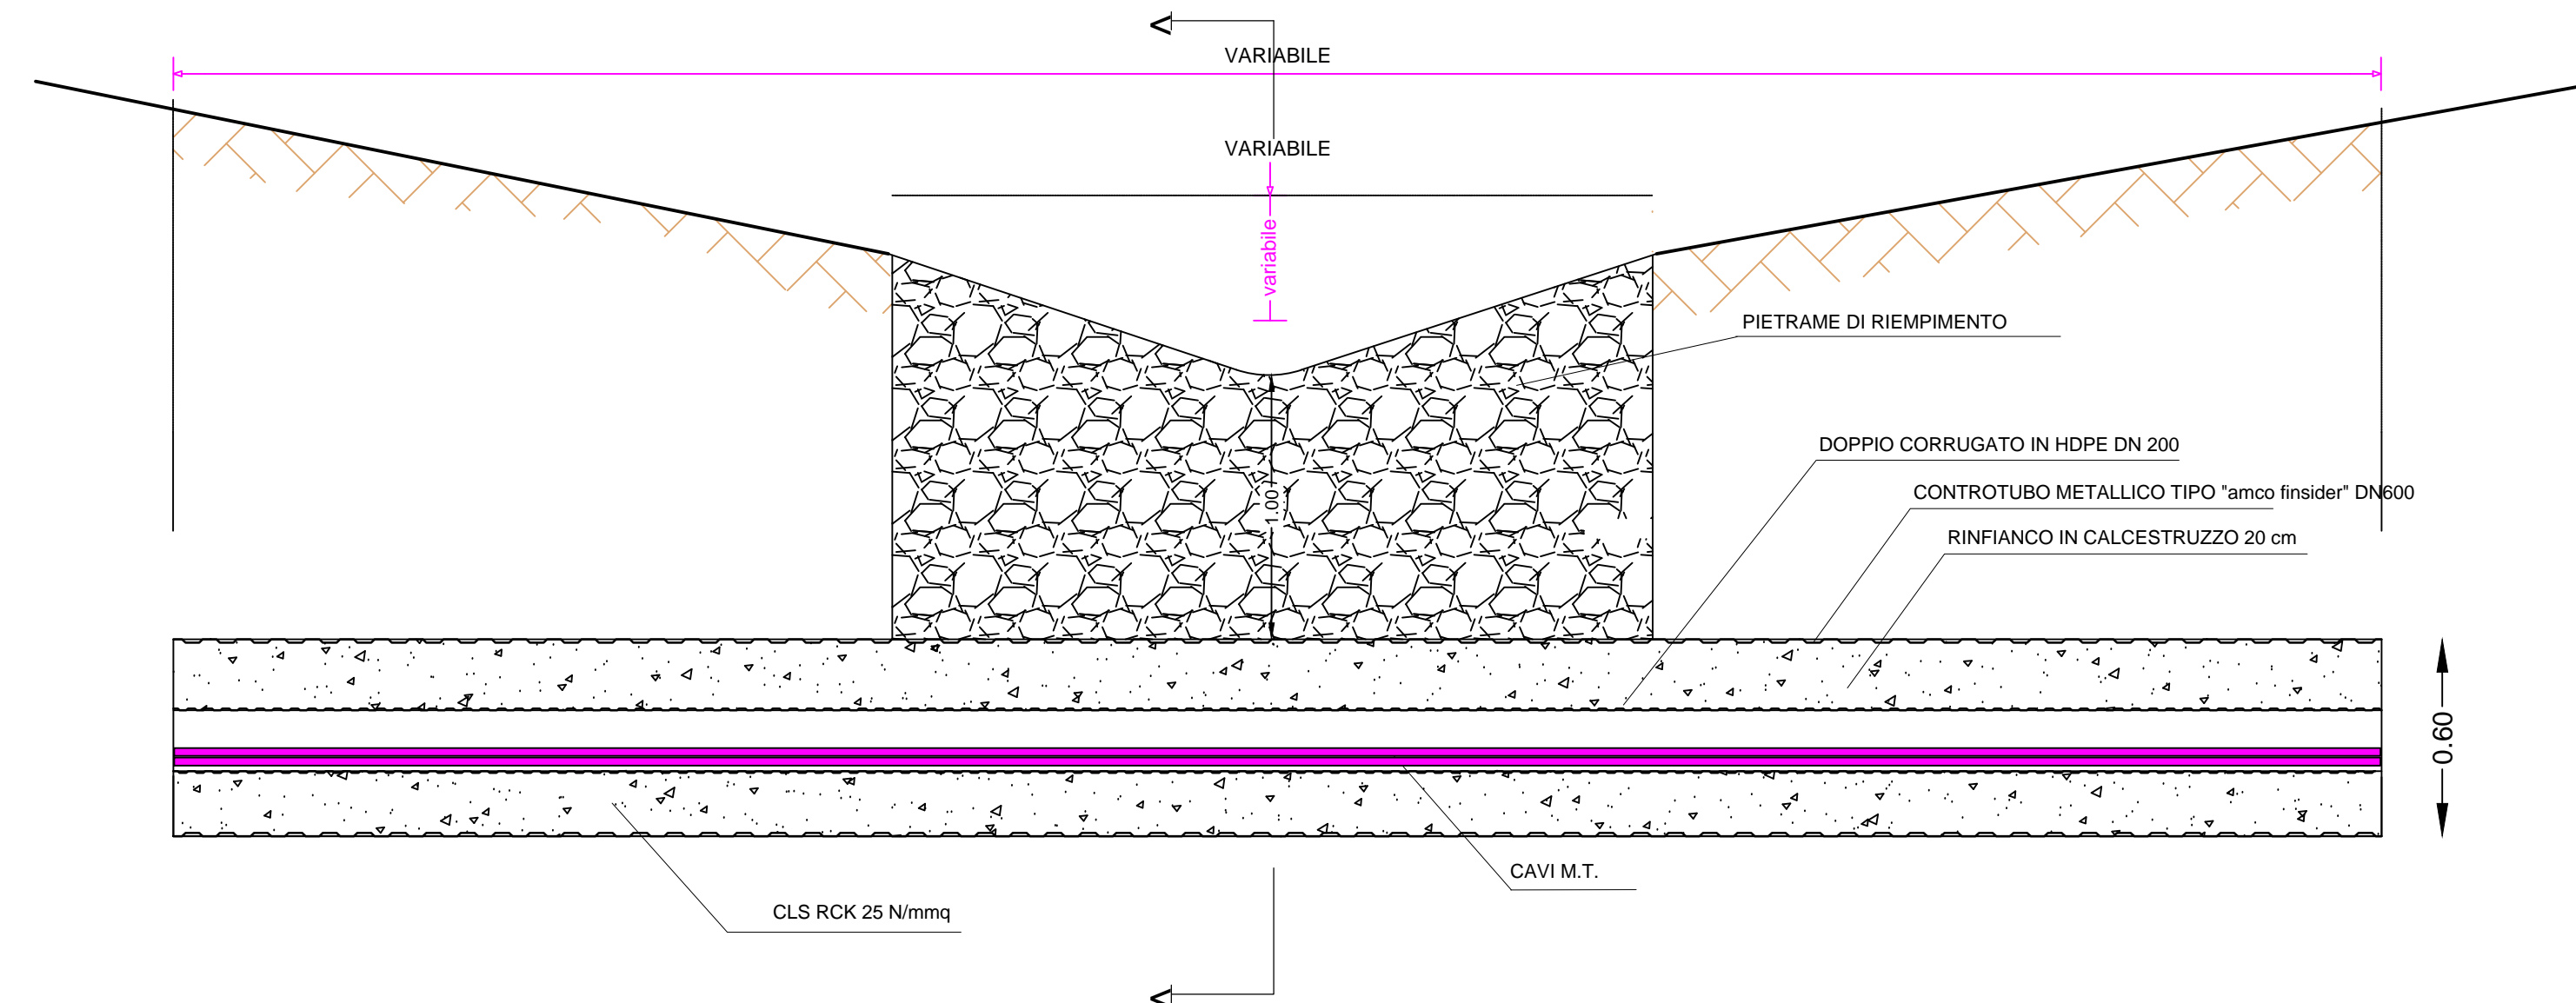 A
VARIABILE
VARIABILE
variabile
PIETRAME DI RIEMPIMENTO
DOPPIO CORRUGATO IN HDPE DN 200
CONTROTUBO METALLICO TIPO "amco finsider" DN600
1.00
RINFIANCO IN CALCESTRUZZO 20 cm
0.60
CAVI M.T.
CLS RCK 25 N/mmq
A